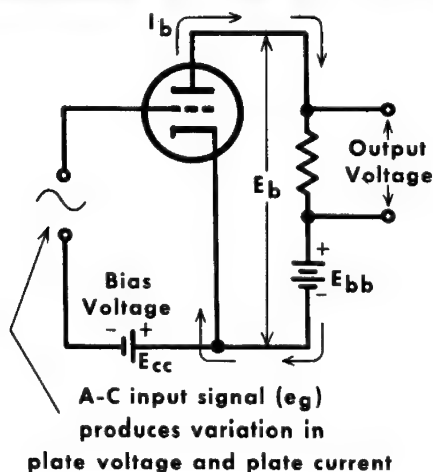 Ib
Output
Voltage
Eb
+
Ebb
-
Bias
Voltage
- +
Ecc
A-C input signal (eg)
produces variation in
plate voltage and plate current